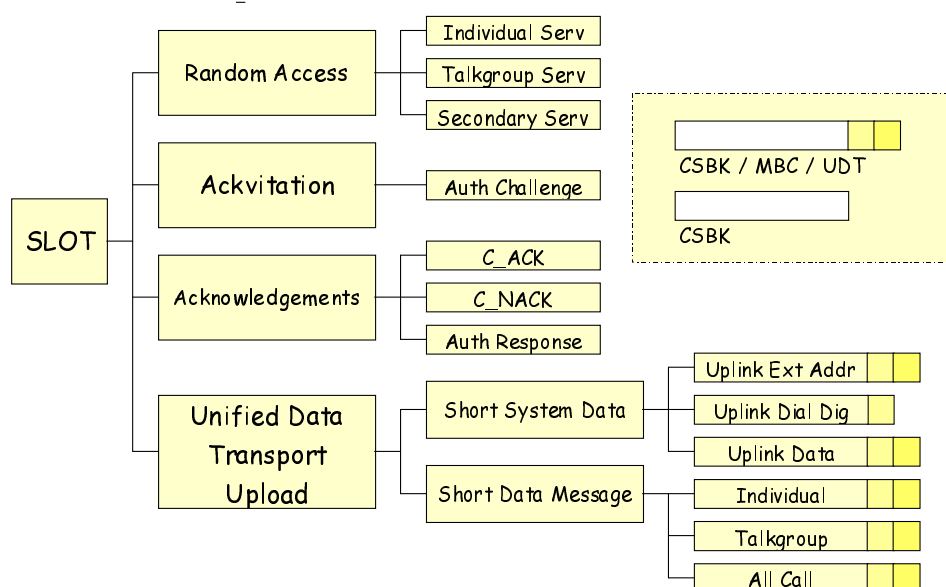 Individual Serv
Random Access
Talkgroup Serv
Secondary Serv
CSBK / MBC / UDT
Ackvitation
Auth Challenge
CSBK
SLOT
C_ACK
Acknowledgements
C_NACK
Auth Response
Unified Data
Transport
Upload
Short System Data
Uplink Ext Addr
Uplink Dial Dig
Uplink Data
Short Data Message
Individual
Talkgroup
All Call